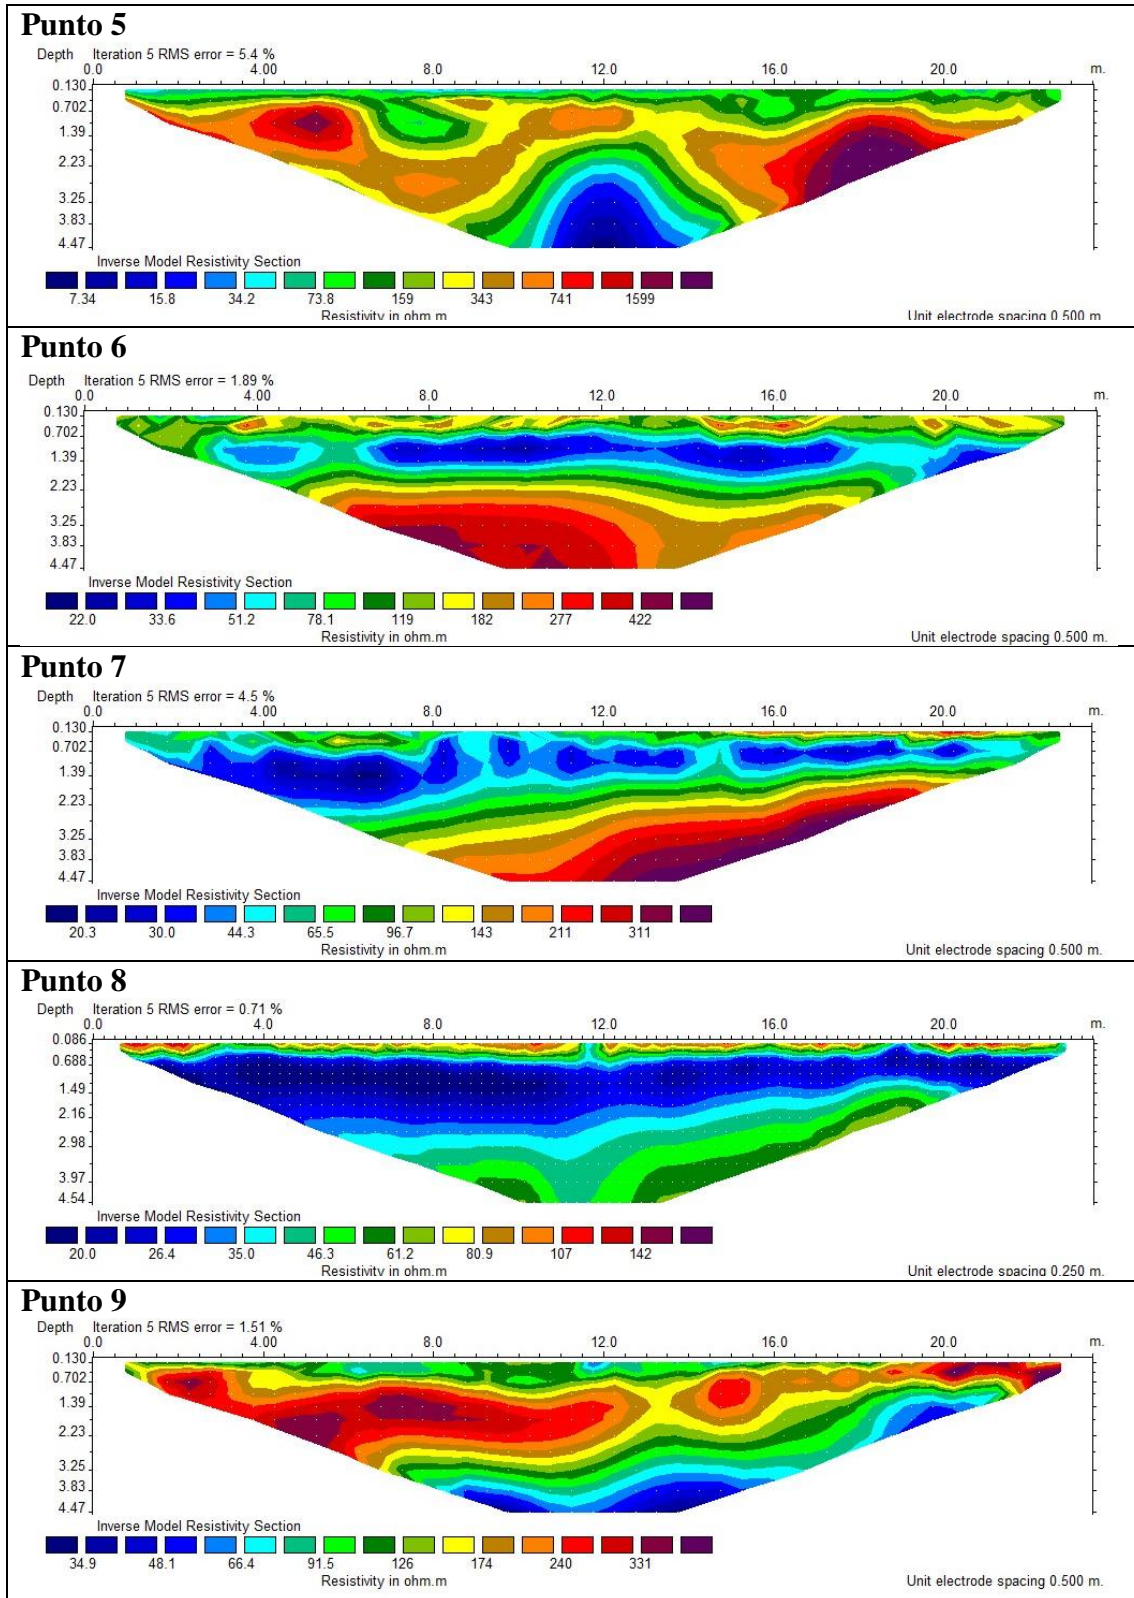 Punto 5
Depth Iteration 5 RMS error = 5.4 %
0.0 4.00 8.0 12.0 16.0 20.0 m.
0.130
0.702
1.39
2.23
3.25
3.83
4.47
Inverse Model Resistivity Section
7.34 15.8 34.2 73.8 159 343 741 1599
Resistivity in ohm.m Unit electrode spacing 0.500 m.
Punto 6
Depth Iteration 5 RMS error = 1.89 %
0.0 4.00 8.0 12.0 16.0 20.0 m.
0.130
0.702
1.39
2.23
3.25
3.83
4.47
Inverse Model Resistivity Section
22.0 33.6 51.2 78.1 119 182 277 422
Resistivity in ohm.m Unit electrode spacing 0.500 m.
Punto 7
Depth Iteration 5 RMS error = 4.5 %
0.0 4.00 8.0 12.0 16.0 20.0 m.
0.130
0.702
1.39
2.23
3.25
3.83
4.47
Inverse Model Resistivity Section
20.3 30.0 44.3 65.5 96.7 143 211 311
Resistivity in ohm.m Unit electrode spacing 0.500 m.
Punto 8
Depth Iteration 5 RMS error = 0.71 %
0.0 4.00 8.0 12.0 16.0 20.0 m.
0.086
0.688
1.49
2.16
2.98
3.97
4.54
Inverse Model Resistivity Section
20.0 26.4 35.0 46.3 61.2 80.9 107 142
Resistivity in ohm.m Unit electrode spacing 0.250 m.
Punto 9
Depth Iteration 5 RMS error = 1.51 %
0.0 4.00 8.0 12.0 16.0 20.0 m.
0.130
0.702
1.39
2.23
3.25
3.83
4.47
Inverse Model Resistivity Section
34.9 48.1 66.4 91.5 126 174 240 331
Resistivity in ohm.m Unit electrode spacing 0.500 m.